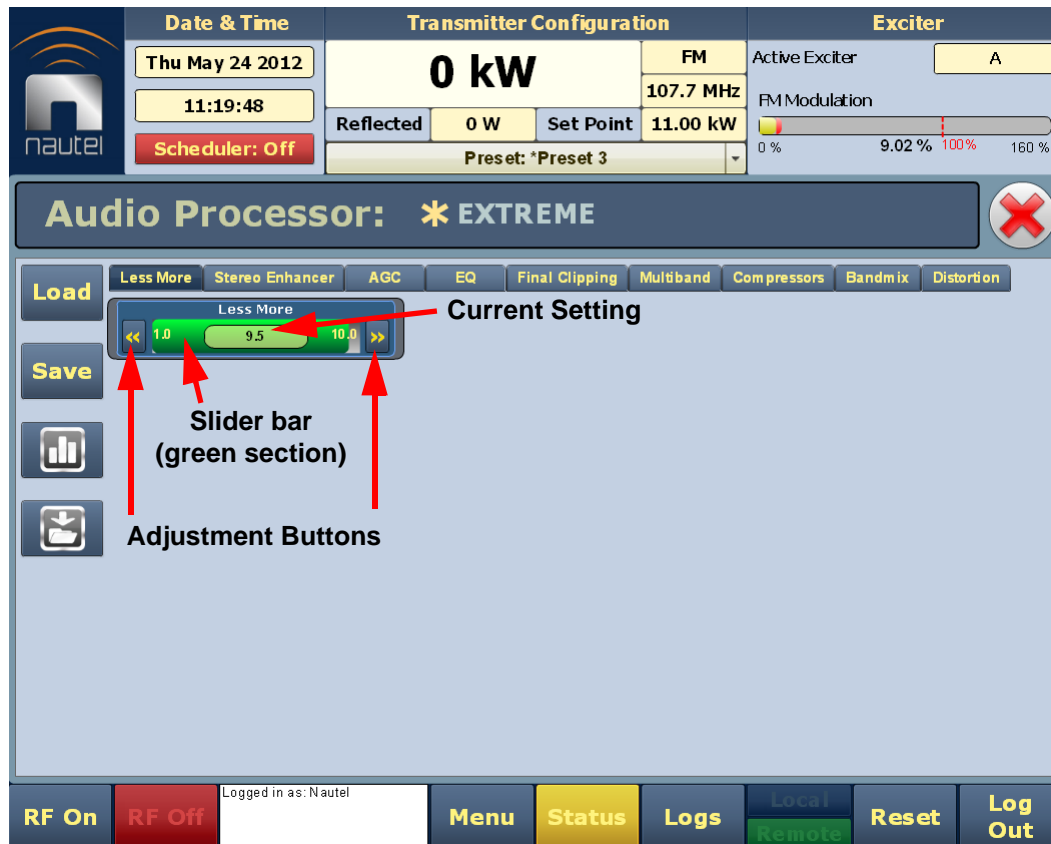 Date & Time
Transmitter Configuration
Exciter
nautel
Thu May 24 2012
11:19:48
Scheduler: Off
0 kW
FM
107.7 MHz
Reflected
0 W
Set Point
11.00 kW
Preset: *Preset 3
Active Exciter
A
FM Modulation
0 %
9.02 %
100%
160 %
Audio Processor: * EXTREME
Load
Save
Less More
Stereo Enhancer
AGC
EQ
Final Clipping
Multiband
Compressors
Bandmix
Distortion
Less More
<< 1.0 9.5 10.0 >>
Current Setting
Slider bar
(green section)
Adjustment Buttons
RF On
RF Off
Logged in as: Nautel
Menu
Status
Logs
Local
Remote
Reset
Log
Out